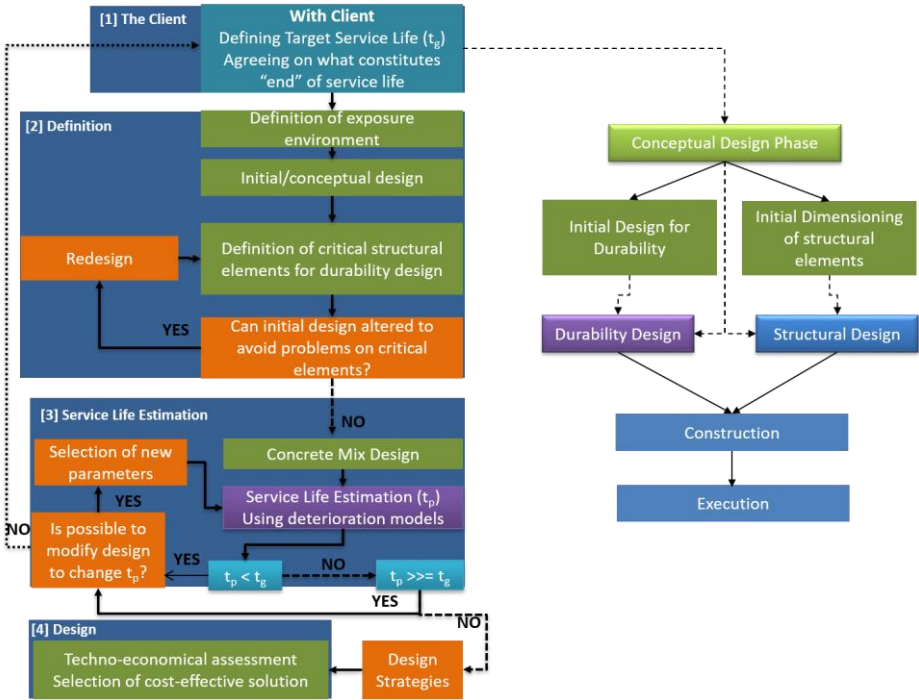 [1] The Client
With Client
Defining Target Service Life (tg)
Agreeing on what constitutes
“end” of service life
[2] Definition
Definition of exposure
environment
Initial/conceptual design
Redesign
Definition of critical structural
elements for durability design
YES
Can initial design altered to
avoid problems on critical
elements?
NO
[3] Service Life Estimation
Selection of new
parameters
Concrete Mix Design
Service Life Estimation (tp)
Using deterioration models
YES
NO
Is possible to
modify design
to change tp?
YES
tp < tg
NO
tp >>= tg
YES
NO
[4] Design
Techno-economical assessment
Selection of cost-effective solution
Design
Strategies
Conceptual Design Phase
Initial Design for
Durability
Initial Dimensioning
of structural
elements
Durability Design
Structural Design
Construction
Execution